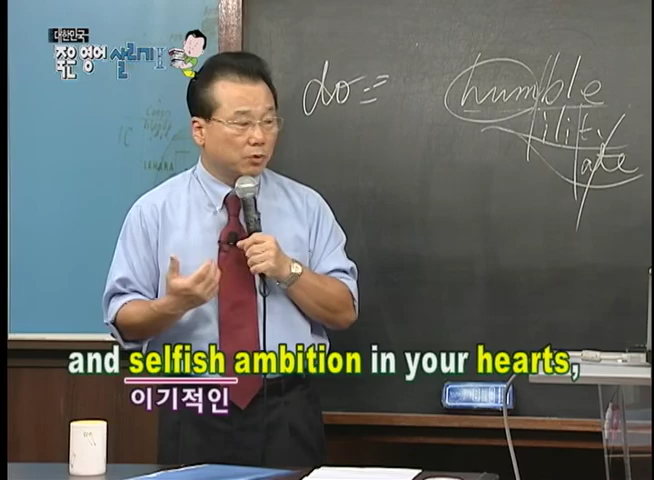 대한민국
죽은 영어 살리기 II
do =
humble
ility
ate
and selfish ambition in your hearts,
이기적인